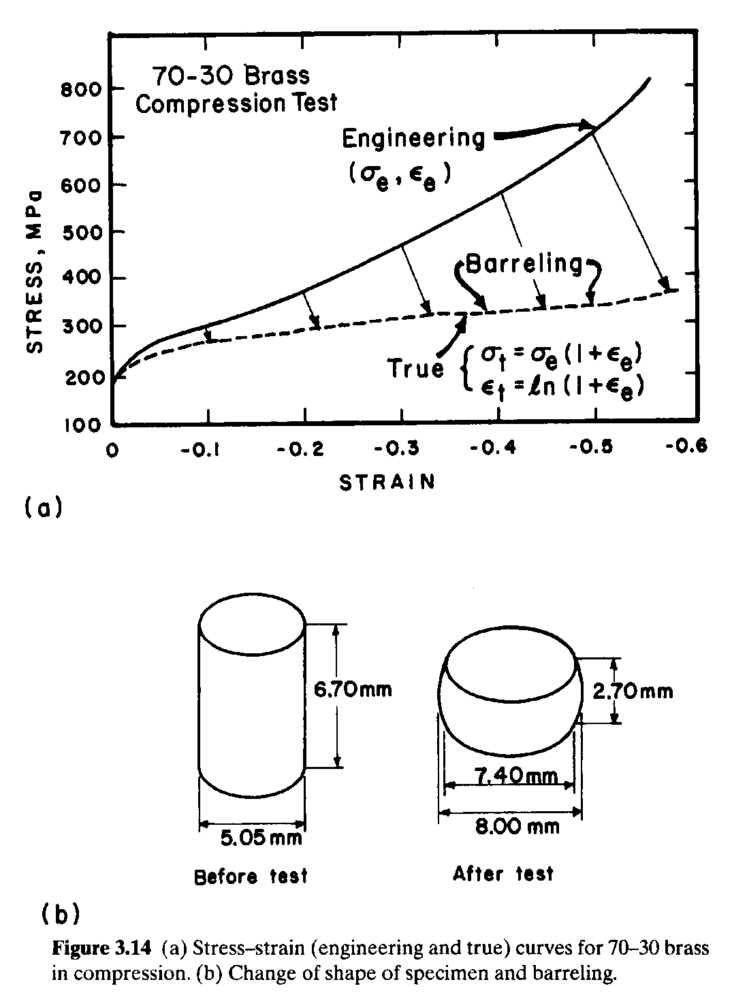 70-30 Brass
Compression Test
800
700
600
500
400
300
200
100
STRESS, MPa
Engineering
(σe, εe)
Barreling
True { σt = σe (1 + εe)
εt = ln (1 + εe)
0 -0.1 -0.2 -0.3 -0.4 -0.5 -0.6
STRAIN
(a)
6.70mm
2.70mm
7.40mm
8.00 mm
5.05mm
Before test
After test
(b)
Figure 3.14 (a) Stress–strain (engineering and true) curves for 70–30 brass
in compression. (b) Change of shape of specimen and barreling.